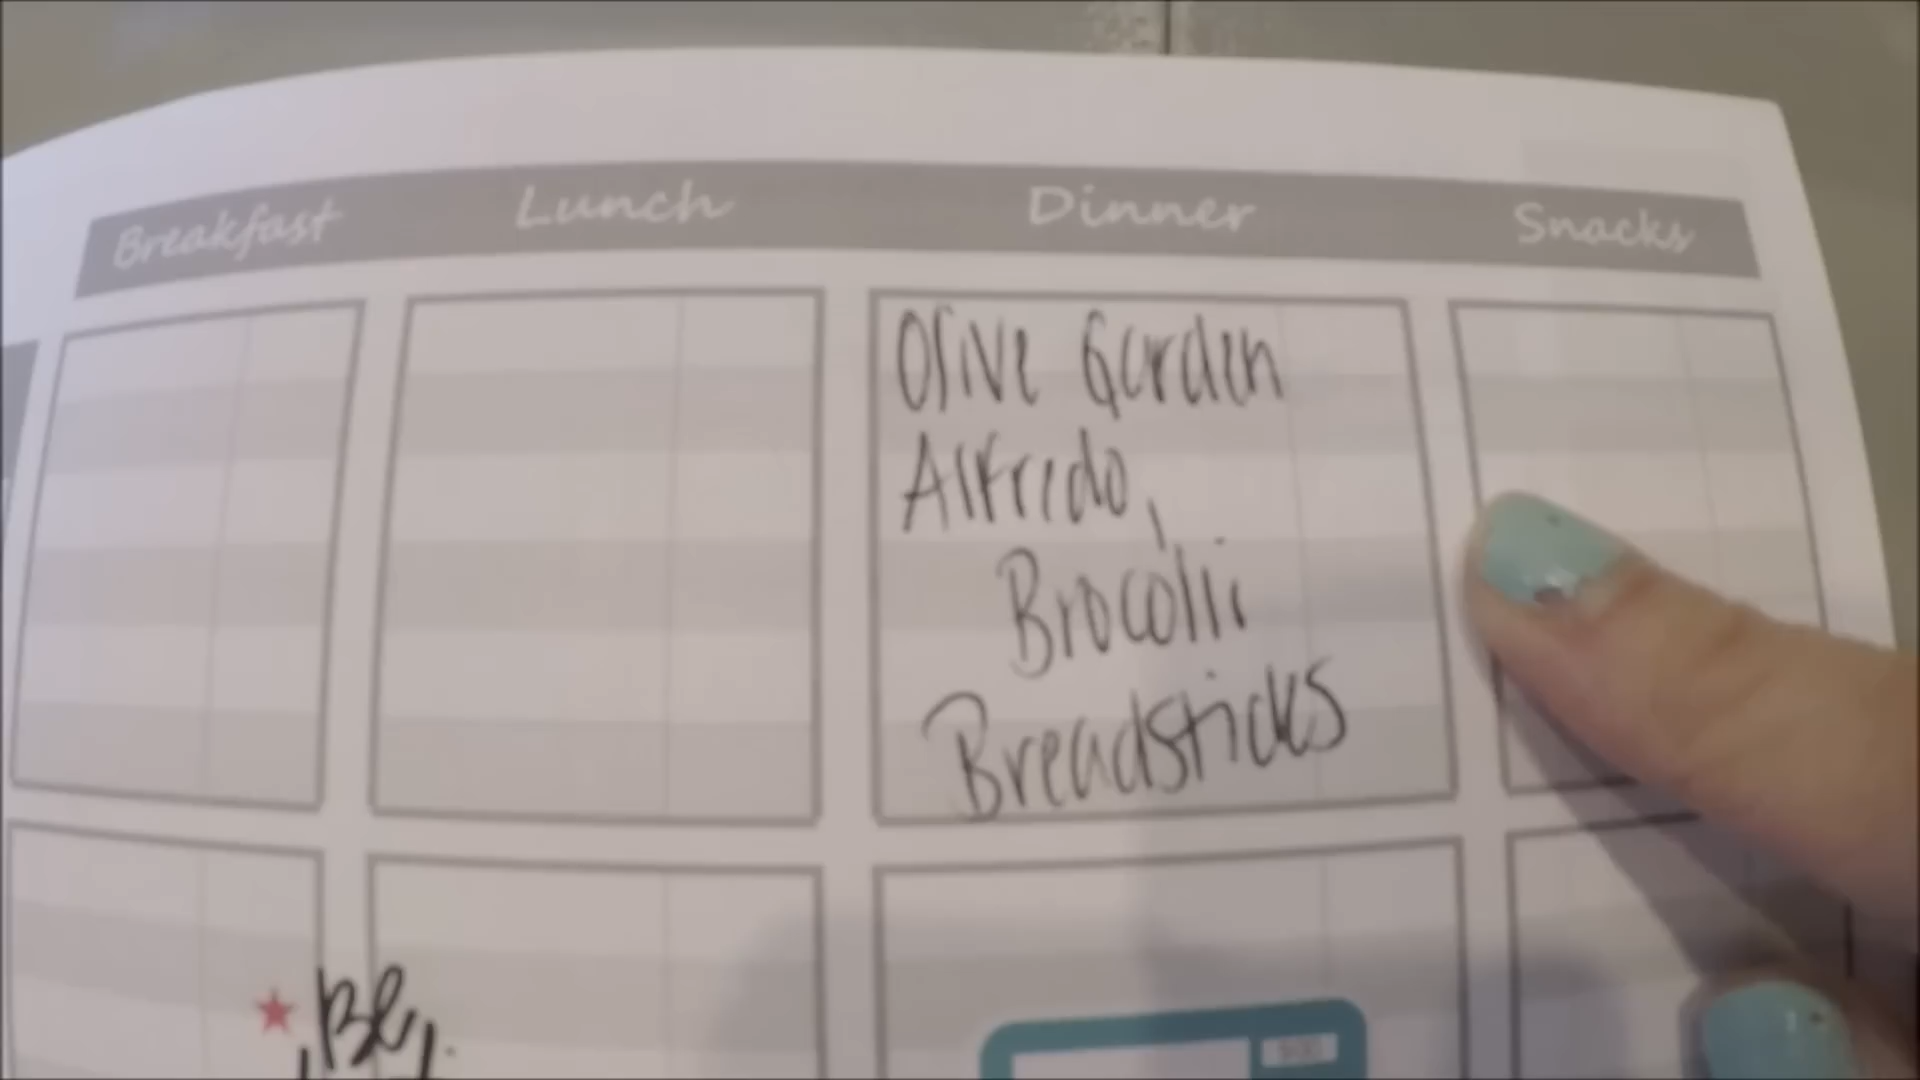 Breakfast Lunch Dinner Snacks
Olive Garden
Alfredo,
Brocolli
Breadsticks